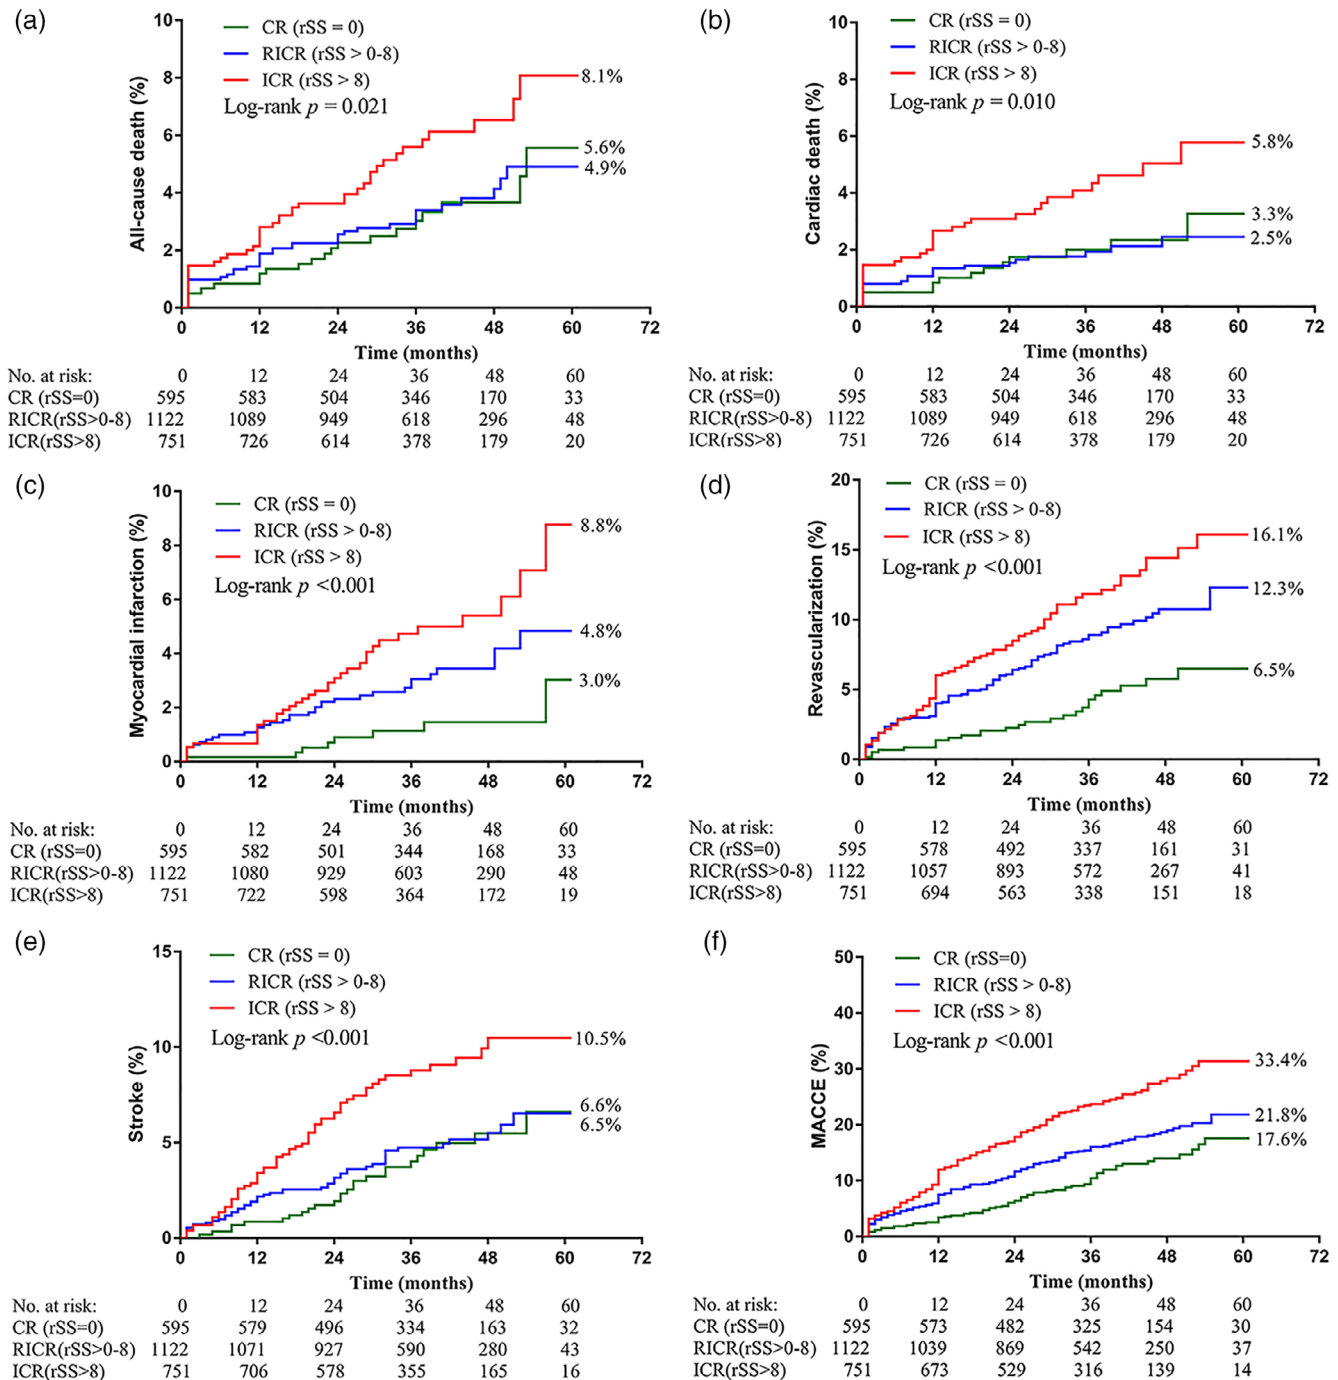 (a)
10
8
6
4
2
0
All-cause death (%)
CR (rSS = 0)
RICR (rSS > 0-8)
ICR (rSS > 8)
Log-rank p = 0.021
8.1%
5.6%
4.9%
0 12 24 36 48 60 72
Time (months)
No. at risk: 0 12 24 36 48 60
CR (rSS=0) 595 583 504 346 170 33
RICR(rSS>0-8) 1122 1089 949 618 296 48
ICR(rSS>8) 751 726 614 378 179 20
(b)
10
8
6
4
2
0
Cardiac death (%)
CR (rSS = 0)
RICR (rSS > 0-8)
ICR (rSS > 8)
Log-rank p = 0.010
5.8%
3.3%
2.5%
0 12 24 36 48 60 72
Time (months)
No. at risk: 0 12 24 36 48 60
CR (rSS=0) 595 583 504 346 170 33
RICR(rSS>0-8) 1122 1089 949 618 296 48
ICR(rSS>8) 751 726 614 378 179 20
(c)
10
8
6
4
2
0
Myocardial infarction (%)
CR (rSS = 0)
RICR (rSS > 0-8)
ICR (rSS > 8)
Log-rank p <0.001
8.8%
4.8%
3.0%
0 12 24 36 48 60 72
Time (months)
No. at risk: 0 12 24 36 48 60
CR (rSS=0) 595 582 501 344 168 33
RICR(rSS>0-8) 1122 1080 929 603 290 48
ICR(rSS>8) 751 722 598 364 172 19
(d)
20
15
10
5
0
Revascularization (%)
CR (rSS = 0)
RICR (rSS > 0-8)
ICR (rSS > 8)
Log-rank p <0.001
16.1%
12.3%
6.5%
0 12 24 36 48 60 72
Time (months)
No. at risk: 0 12 24 36 48 60
CR (rSS=0) 595 578 492 337 161 31
RICR(rSS>0-8) 1122 1057 893 572 267 41
ICR(rSS>8) 751 694 563 338 151 18
(e)
15
10
5
0
Stroke (%)
CR (rSS = 0)
RICR (rSS > 0-8)
ICR (rSS > 8)
Log-rank p <0.001
10.5%
6.6%
6.5%
0 12 24 36 48 60 72
Time (months)
No. at risk: 0 12 24 36 48 60
CR (rSS=0) 595 579 496 334 163 32
RICR(rSS>0-8) 1122 1071 927 590 280 43
ICR(rSS>8) 751 706 578 355 165 16
(f)
50
40
30
20
10
0
MACCE (%)
CR (rSS=0)
RICR (rSS > 0-8)
ICR (rSS > 8)
Log-rank p <0.001
33.4%
21.8%
17.6%
0 12 24 36 48 60 72
Time (months)
No. at risk: 0 12 24 36 48 60
CR (rSS=0) 595 573 482 325 154 30
RICR(rSS>0-8) 1122 1039 869 542 250 37
ICR(rSS>8) 751 673 529 316 139 14